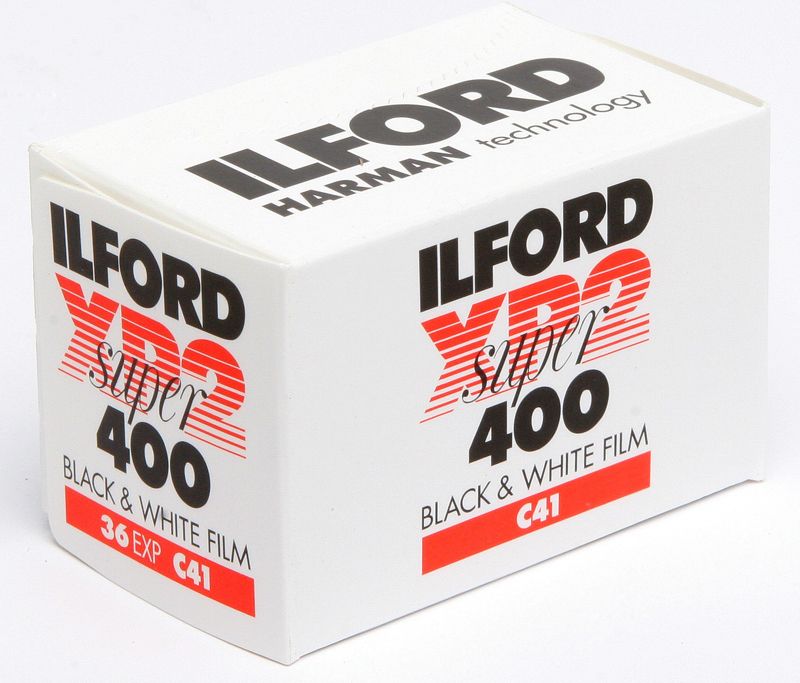 ILFORD
HARMAN technology
ILFORD
XP2
super
400
BLACK & WHITE FILM
36 EXP C41
ILFORD
XP2
super
400
BLACK & WHITE FILM
C41